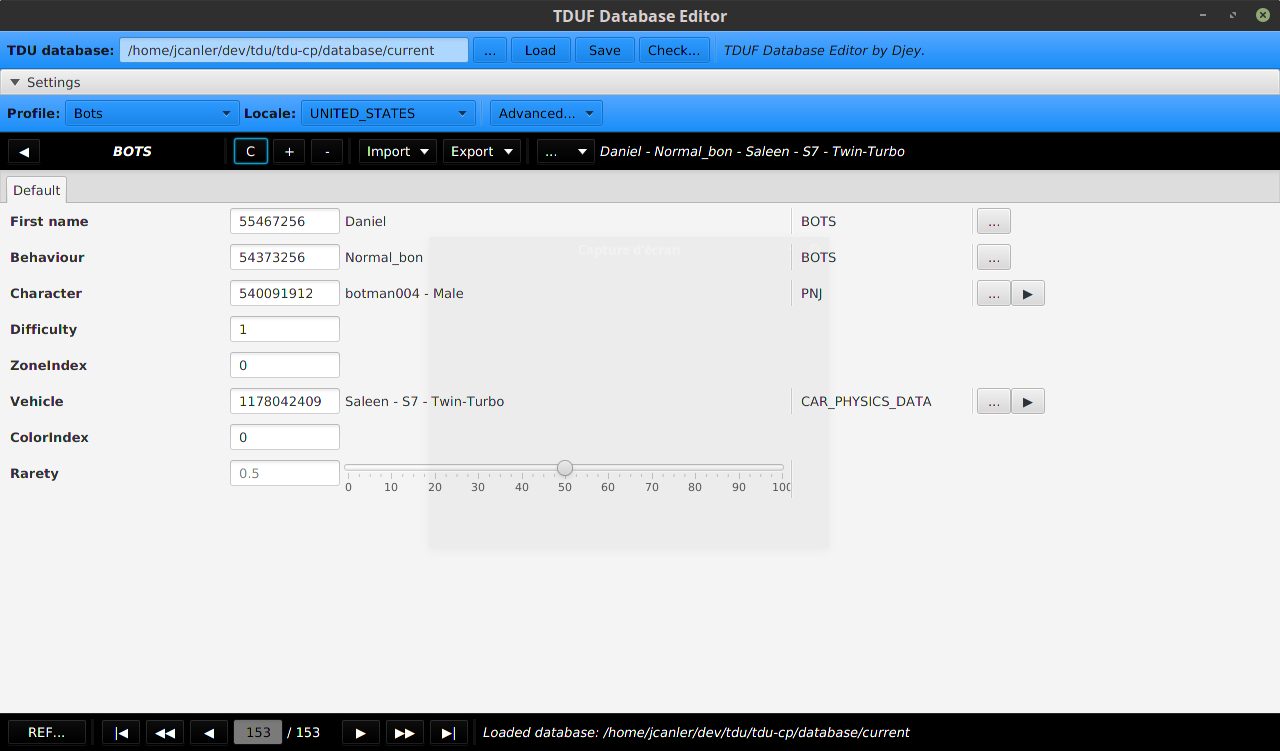 TDUF Database Editor
TDU database: /home/jcanler/dev/tdu/tdu-cp/database/current ... Load Save Check... TDUF Database Editor by Djey.
Settings
Profile: Bots Locale: UNITED_STATES Advanced...
BOTS C + - Import Export ... Daniel - Normal_bon - Saleen - S7 - Twin-Turbo
Default
First name 55467256 Daniel BOTS ...
Capture d'écran
Behaviour 54373256 Normal_bon BOTS ...
Character 540091912 botman004 - Male PNJ ...
Difficulty 1
ZoneIndex 0
Vehicle 1178042409 Saleen - S7 - Twin-Turbo CAR_PHYSICS_DATA ...
ColorIndex 0
Rarety 0.5
0 10 20 30 40 50 60 70 80 90 100
REF... 153 / 153 Loaded database: /home/jcanler/dev/tdu/tdu-cp/database/current